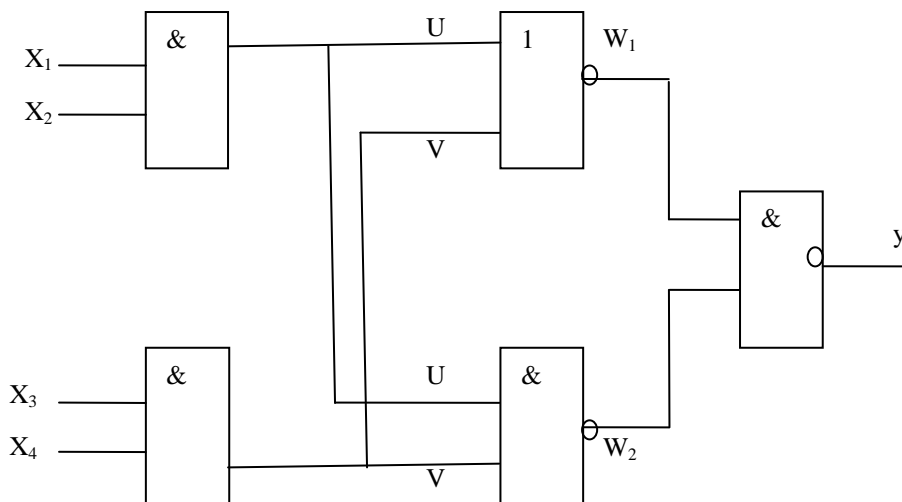 & U 1 W₁
X₁
X₂
V
& y
& U &
X₃
X₄ W₂
V